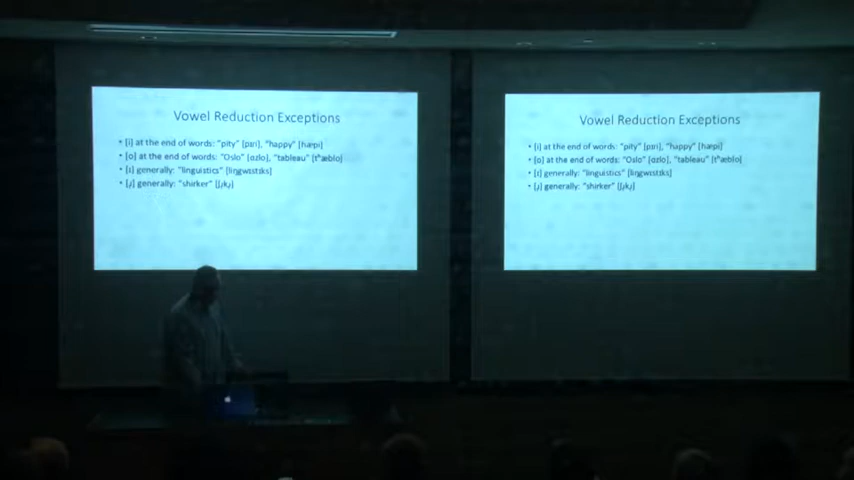 Vowel Reduction Exceptions
• [i] at the end of words: "pity" [pɪɾi], "happy" [hæpi]
• [o] at the end of words: "Oslo" [ɑzlo], "tableau" [tʰæblo]
• [ɪ] generally: "linguistics" [lɪŋgwɪstɪks]
• [ɹ̩] generally: "shirker" [ʃɹ̩kɹ̩]
Vowel Reduction Exceptions
• [i] at the end of words: "pity" [pɪɾi], "happy" [hæpi]
• [o] at the end of words: "Oslo" [ɑzlo], "tableau" [tʰæblo]
• [ɪ] generally: "linguistics" [lɪŋgwɪstɪks]
• [ɹ̩] generally: "shirker" [ʃɹ̩kɹ̩]